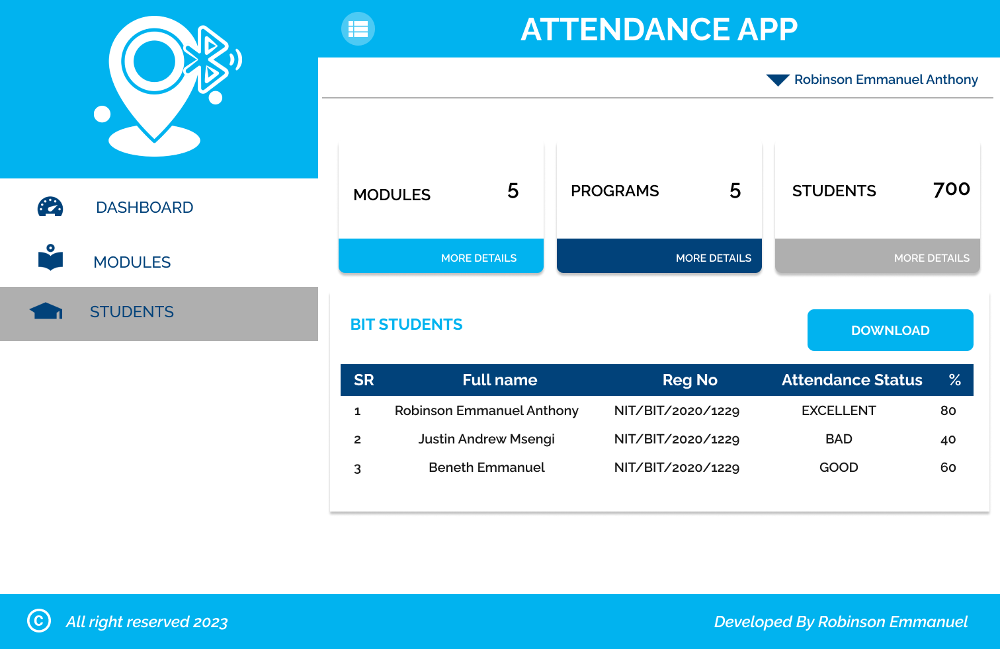 ATTENDANCE APP
Robinson Emmanuel Anthony
DASHBOARD
MODULES
STUDENTS
MODULES 5
MORE DETAILS
PROGRAMS 5
MORE DETAILS
STUDENTS 700
MORE DETAILS
BIT STUDENTS
DOWNLOAD
SR Full name Reg No Attendance Status %
1 Robinson Emmanuel Anthony NIT/BIT/2020/1229 EXCELLENT 80
2 Justin Andrew Msengi NIT/BIT/2020/1229 BAD 40
3 Beneth Emmanuel NIT/BIT/2020/1229 GOOD 60
© All right reserved 2023
Developed By Robinson Emmanuel